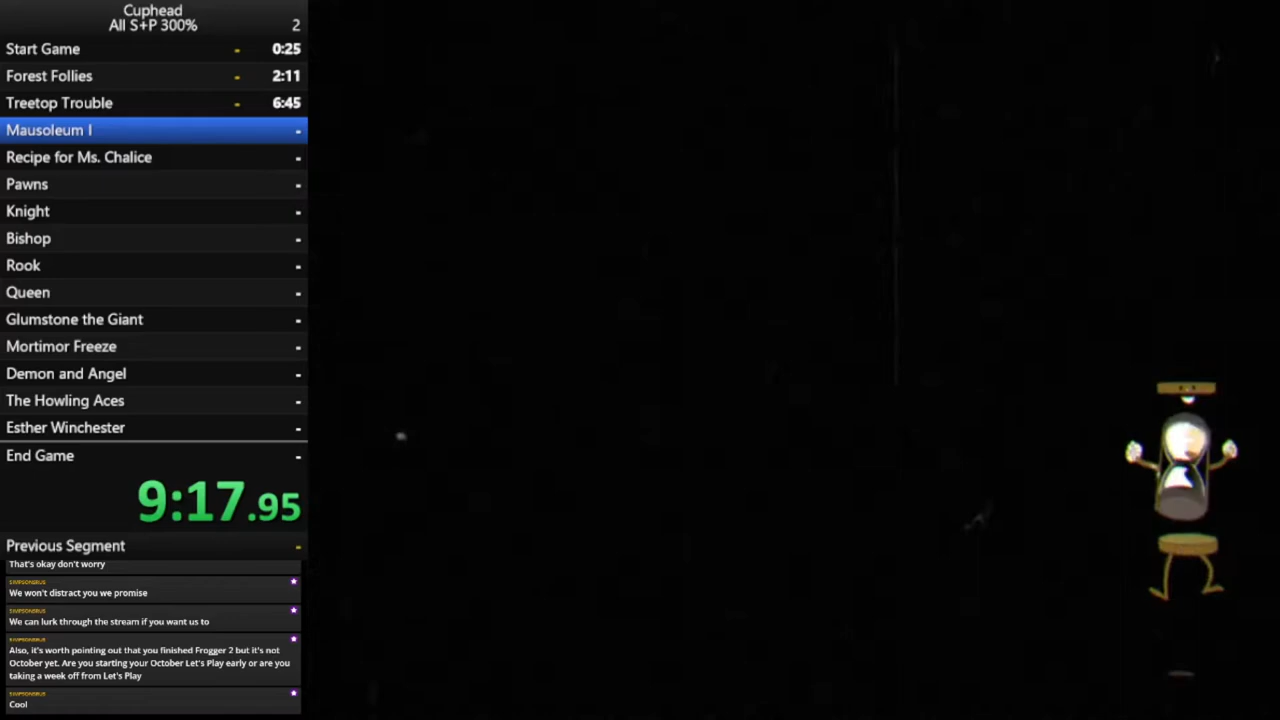 Cuphead
All S+P 300% 2
Start Game - 0:25
Forest Follies - 2:11
Treetop Trouble - 6:45
Mausoleum I -
Recipe for Ms. Chalice -
Pawns -
Knight -
Bishop -
Rook -
Queen -
Glumstone the Giant -
Mortimor Freeze -
Demon and Angel -
The Howling Aces -
Esther Winchester -
End Game -
9:17.95
Previous Segment -
That's okay don't worry
SIMPSONSRUS
We won't distract you we promise
SIMPSONSRUS
We can lurk through the stream if you want us to
SIMPSONSRUS
Also, it's worth pointing out that you finished Frogger 2 but it's not
October yet. Are you starting your October Let's Play early or are you
taking a week off from Let's Play
SIMPSONSRUS
Cool